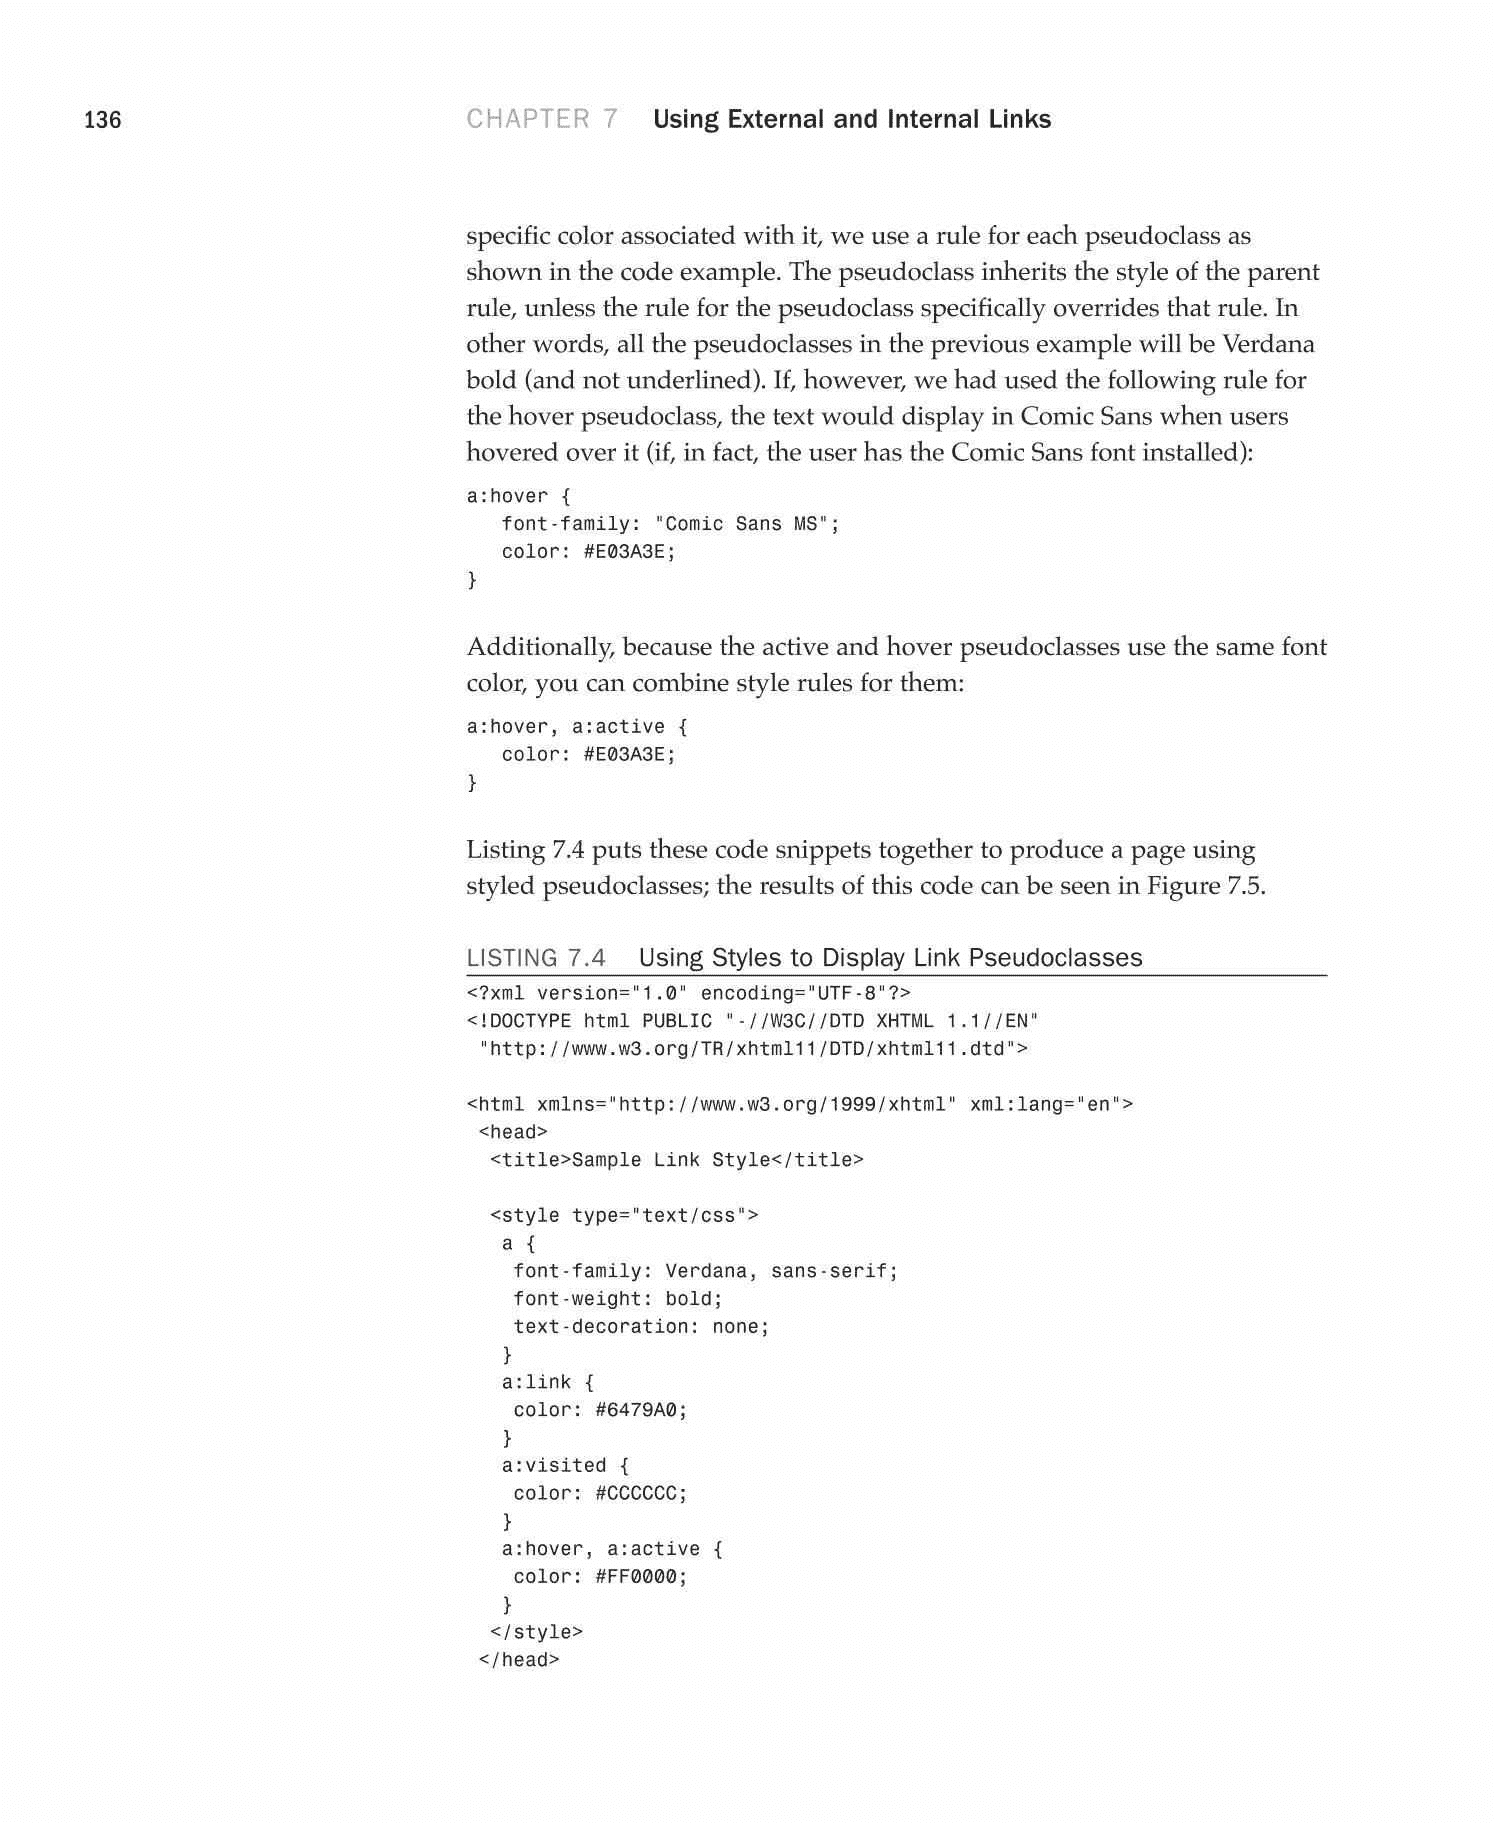 136
CHAPTER 7 Using External and Internal Links
specific color associated with it, we use a rule for each pseudoclass as
shown in the code example. The pseudoclass inherits the style of the parent
rule, unless the rule for the pseudoclass specifically overrides that rule. In
other words, all the pseudoclasses in the previous example will be Verdana
bold (and not underlined). If, however, we had used the following rule for
the hover pseudoclass, the text would display in Comic Sans when users
hovered over it (if, in fact, the user has the Comic Sans font installed):
a:hover {
   font-family: "Comic Sans MS";
   color: #E03A3E;
}
Additionally, because the active and hover pseudoclasses use the same font
color, you can combine style rules for them:
a:hover, a:active {
   color: #E03A3E;
}
Listing 7.4 puts these code snippets together to produce a page using
styled pseudoclasses; the results of this code can be seen in Figure 7.5.
LISTING 7.4 Using Styles to Display Link Pseudoclasses
<?xml version="1.0" encoding="UTF-8"?>
<!DOCTYPE html PUBLIC "-//W3C//DTD XHTML 1.1//EN"
 "http://www.w3.org/TR/xhtml11/DTD/xhtml11.dtd">
<html xmlns="http://www.w3.org/1999/xhtml" xml:lang="en">
 <head>
  <title>Sample Link Style</title>
  <style type="text/css">
   a {
    font-family: Verdana, sans-serif;
    font-weight: bold;
    text-decoration: none;
   }
   a:link {
    color: #6479A0;
   }
   a:visited {
    color: #CCCCCC;
   }
   a:hover, a:active {
    color: #FF0000;
   }
  </style>
 </head>